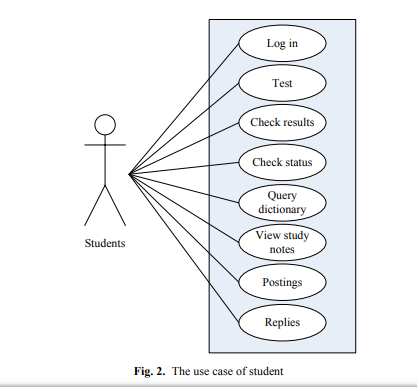 Log in
Test
Check results
Check status
Query
dictionary
View study
notes
Postings
Replies
Students
Fig. 2. The use case of student